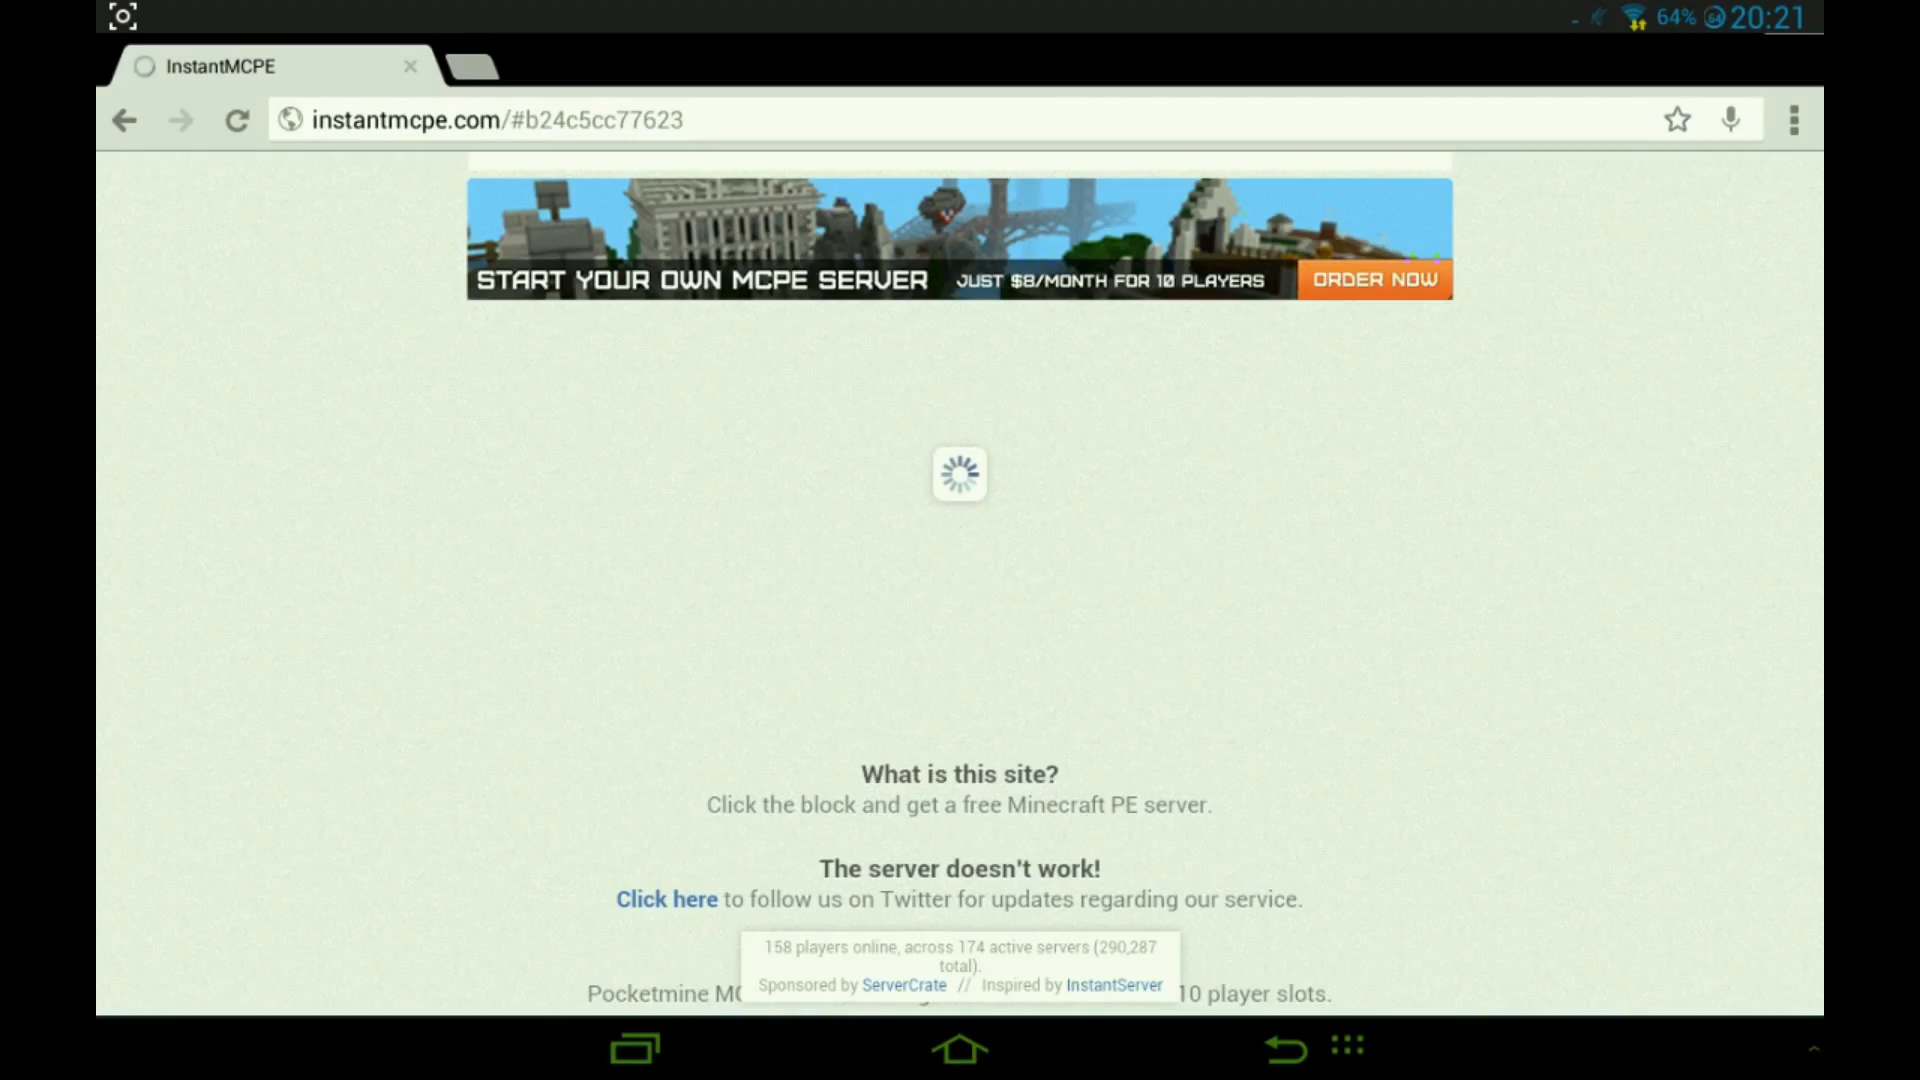 64% 64 20:21
InstantMCPE
instantmcpe.com/#b24c5cc77623
START YOUR OWN MCPE SERVER JUST $8/MONTH FOR 10 PLAYERS ORDER NOW
What is this site?
Click the block and get a free Minecraft PE server.
The server doesn't work!
Click here to follow us on Twitter for updates regarding our service.
158 players online, across 174 active servers (290,287
total).
Sponsored by ServerCrate // Inspired by InstantServer
Pocketmine 10 player slots.